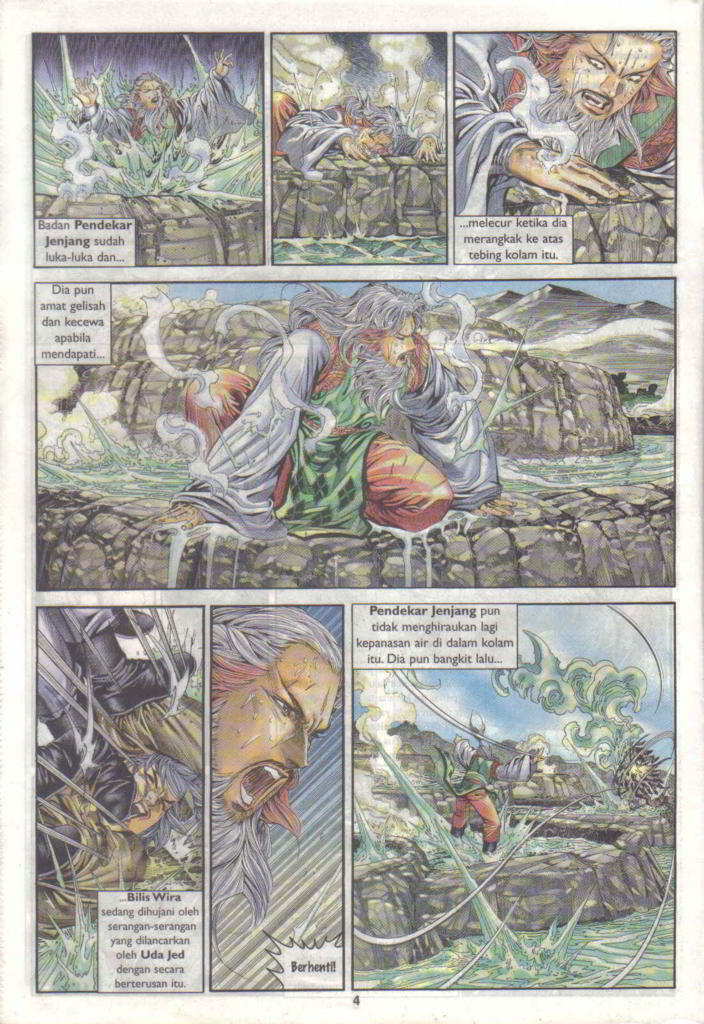 Badan Pendekar
Jenjang sudah
luka-luka dan...
...melecur ketika dia
merangkak ke atas
tebing kolam itu.
Dia pun
amat gelisah
dan kecewa
apabila
mendapati...
...Bilis Wira
sedang dihujani oleh
serangan-serangan
yang dilancarkan
oleh Uda Jed
dengan secara
berterusan itu.
Berhenti!
Pendekar Jenjang pun
tidak menghiraukan lagi
kepanasan air di dalam kolam
itu. Dia pun bangkit lalu...
4